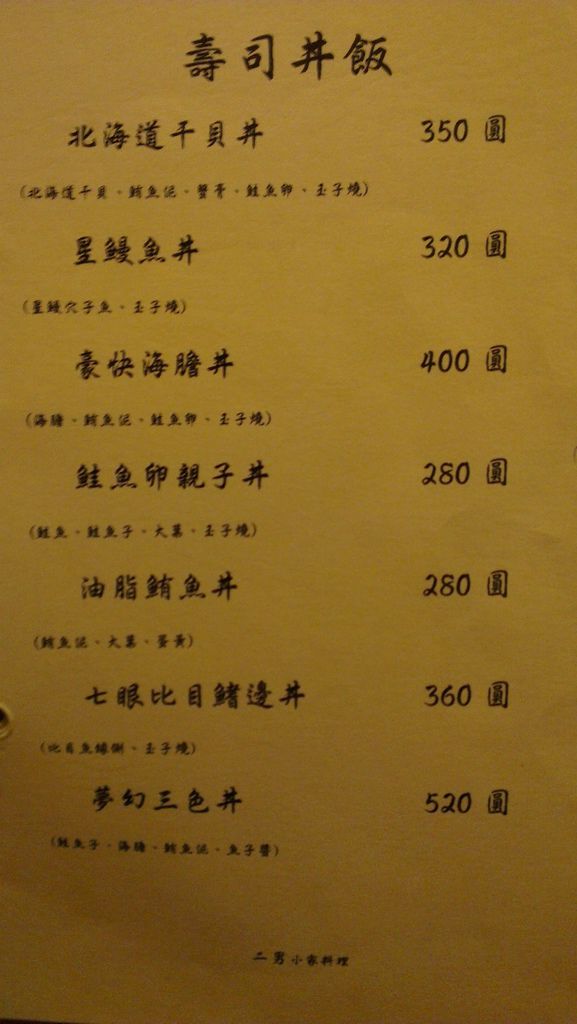 壽司丼飯
北海道干貝丼 350 圓
(北海道干貝、鮪魚泥、蟹膏、鮭魚卵、玉子燒)
星鰻魚丼 320 圓
(星鰻穴子魚、玉子燒)
豪快海膽丼 400 圓
(海膽、鮪魚泥、鮭魚卵、玉子燒)
鮭魚卵親子丼 280 圓
(鮭魚、鮭魚子、大葉、玉子燒)
油脂鮪魚丼 280 圓
(鮪魚泥、大葉、蛋黃)
七眼比目鰭邊丼 360 圓
(比目魚緣側、玉子燒)
夢幻三色丼 520 圓
(鮭魚子、海膽、鮪魚泥、魚子醬)
二男小家料理